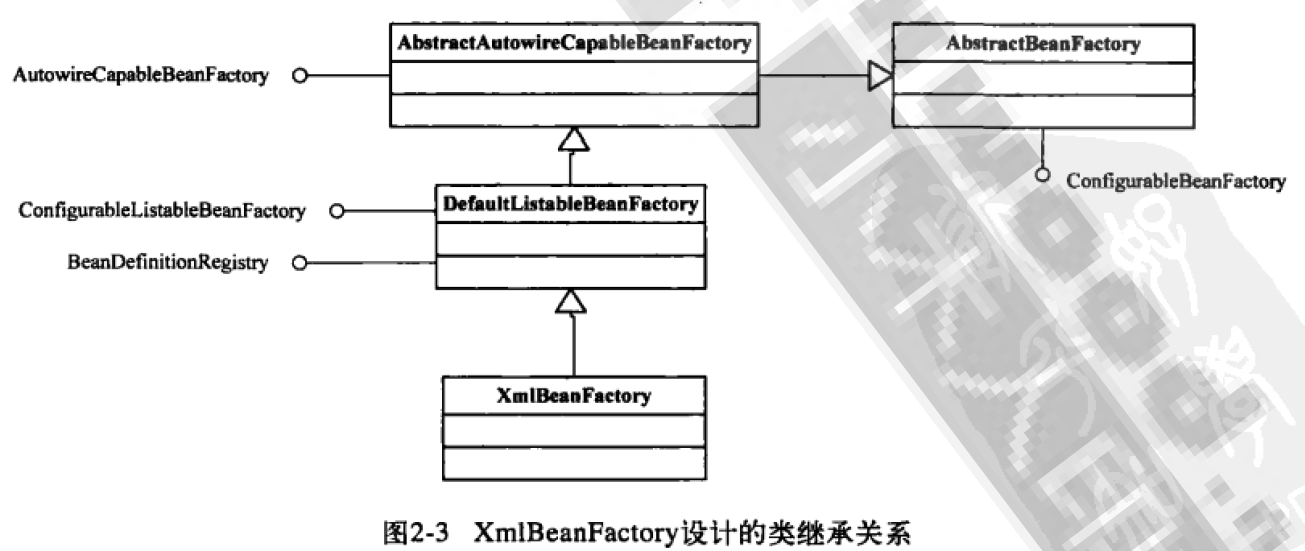 AbstractAutowireCapableBeanFactory
AbstractBeanFactory
AutowireCapableBeanFactory
ConfigurableBeanFactory
DefaultListableBeanFactory
ConfigurableListableBeanFactory
BeanDefinitionRegistry
XmlBeanFactory
图2-3 XmlBeanFactory设计的类继承关系